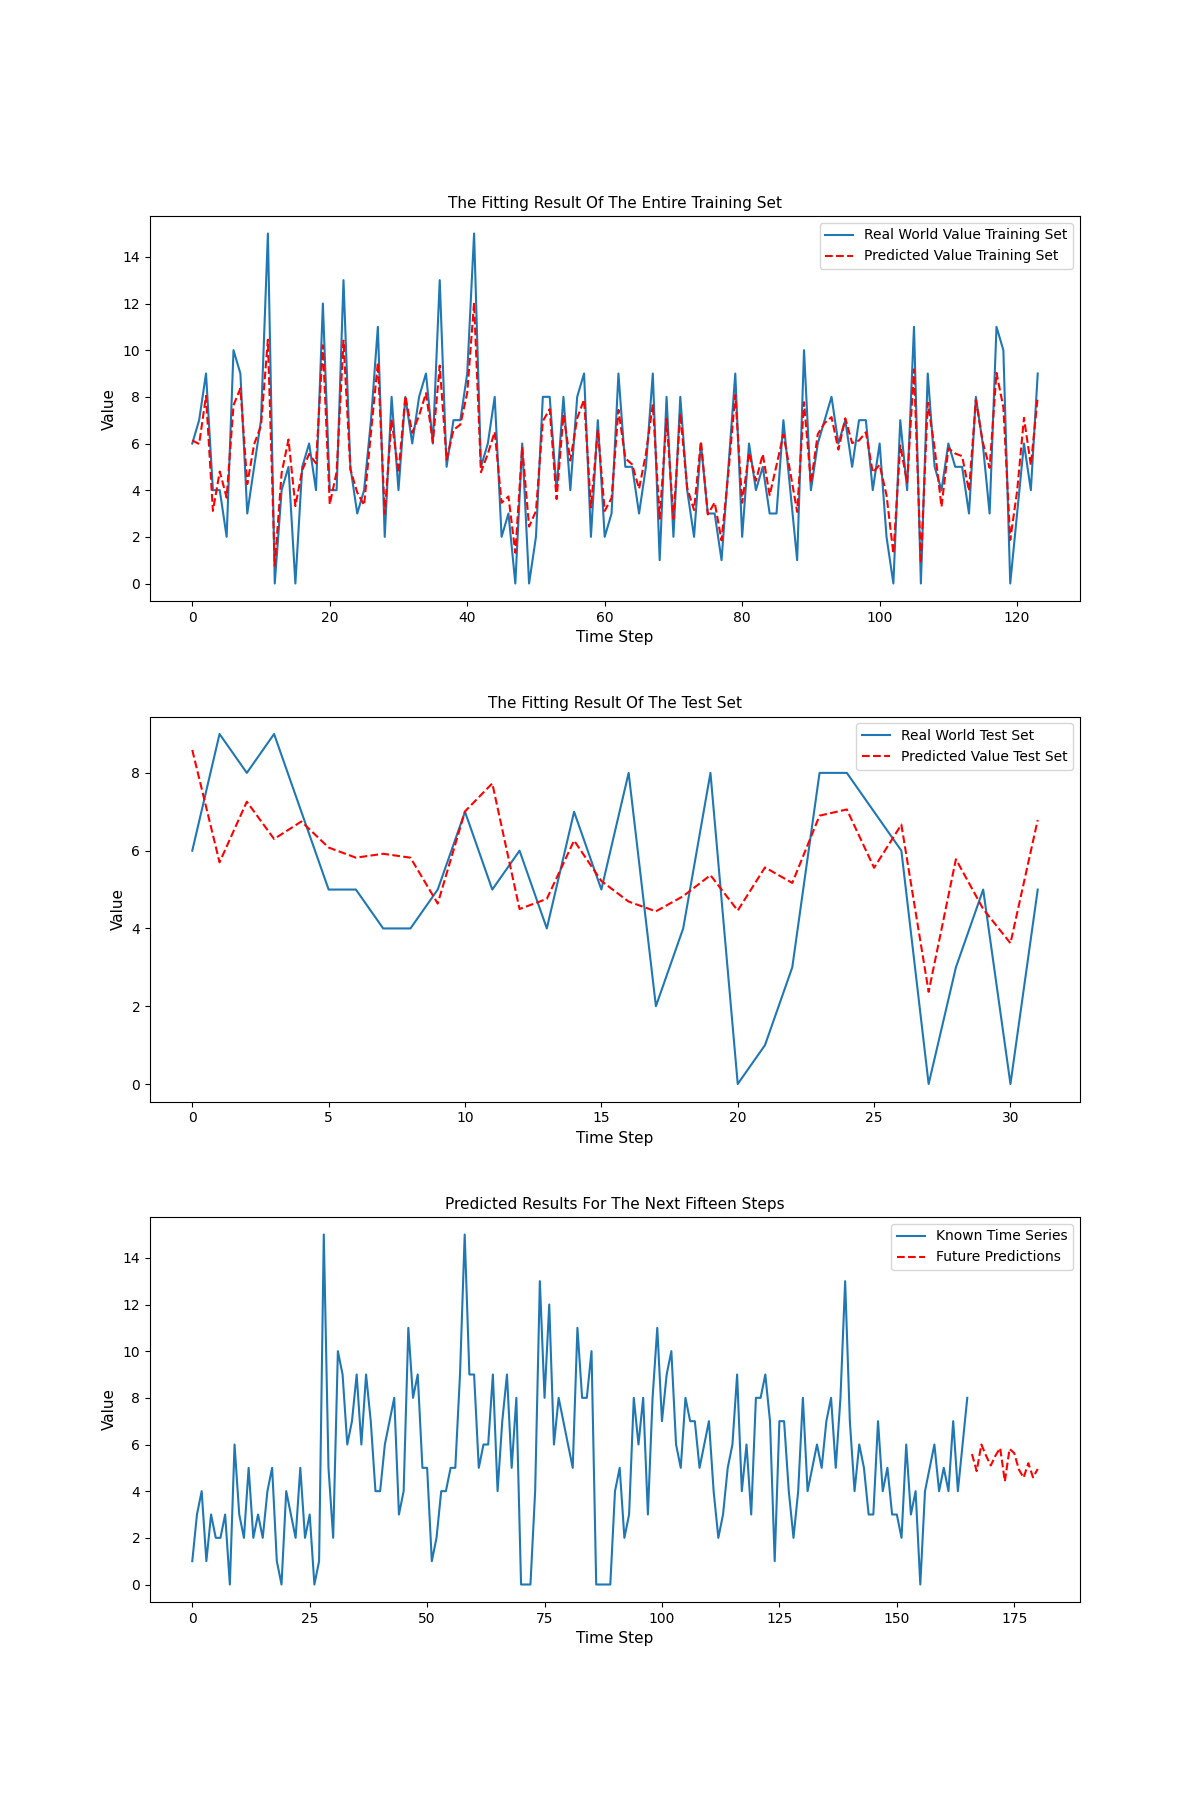 The Fitting Result Of The Entire Training Set
Real World Value Training Set
Predicted Value Training Set
Value
14
12
10
8
6
4
2
0
0 20 40 60 80 100 120
Time Step
The Fitting Result Of The Test Set
Real World Test Set
Predicted Value Test Set
Value
8
6
4
2
0
0 5 10 15 20 25 30
Time Step
Predicted Results For The Next Fifteen Steps
Known Time Series
Future Predictions
Value
14
12
10
8
6
4
2
0
0 25 50 75 100 125 150 175
Time Step